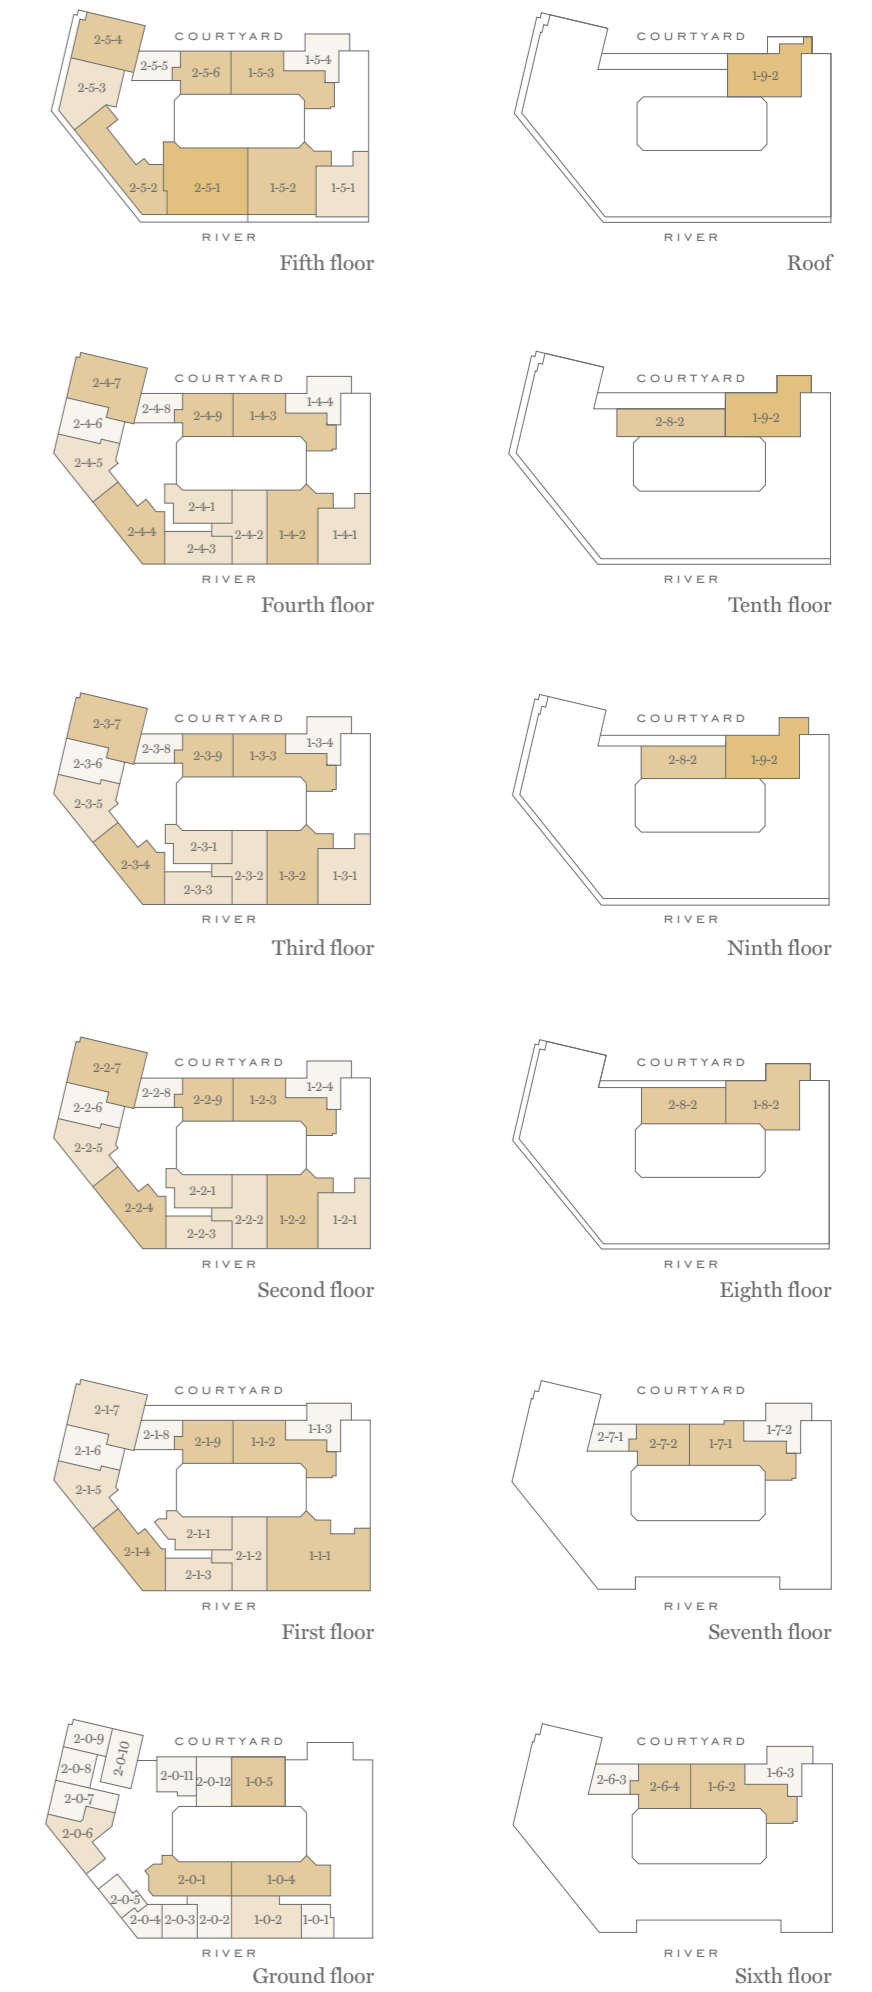 COURTYARD
2-5-4
2-5-5
2-5-6
1-5-3
1-5-4
2-5-3
2-5-2
2-5-1
1-5-2
1-5-1
RIVER
Fifth floor
COURTYARD
1-9-2
RIVER
Roof
COURTYARD
2-4-7
2-4-8
2-4-9
1-4-3
1-4-4
2-4-6
2-4-5
2-4-1
2-4-4
2-4-3
2-4-2
1-4-2
1-4-1
RIVER
Fourth floor
COURTYARD
2-8-2
1-9-2
RIVER
Tenth floor
COURTYARD
2-3-7
2-3-8
2-3-9
1-3-3
1-3-4
2-3-6
2-3-5
2-3-1
2-3-4
2-3-3
2-3-2
1-3-2
1-3-1
RIVER
Third floor
COURTYARD
2-8-2
1-9-2
RIVER
Ninth floor
COURTYARD
2-2-7
2-2-8
2-2-9
1-2-3
1-2-4
2-2-6
2-2-5
2-2-1
2-2-4
2-2-3
2-2-2
1-2-2
1-2-1
RIVER
Second floor
COURTYARD
2-8-2
1-8-2
RIVER
Eighth floor
COURTYARD
2-1-7
2-1-8
2-1-9
1-1-2
1-1-3
2-1-6
2-1-5
2-1-1
2-1-4
2-1-3
2-1-2
1-1-1
RIVER
First floor
COURTYARD
2-7-1
2-7-2
1-7-1
1-7-2
RIVER
Seventh floor
COURTYARD
2-0-9
2-0-10
2-0-8
2-0-11
2-0-12
1-0-5
2-0-7
2-0-6
2-0-1
1-0-4
2-0-5
2-0-4
2-0-3
2-0-2
1-0-2
1-0-1
RIVER
Ground floor
COURTYARD
2-6-3
2-6-4
1-6-2
1-6-3
RIVER
Sixth floor